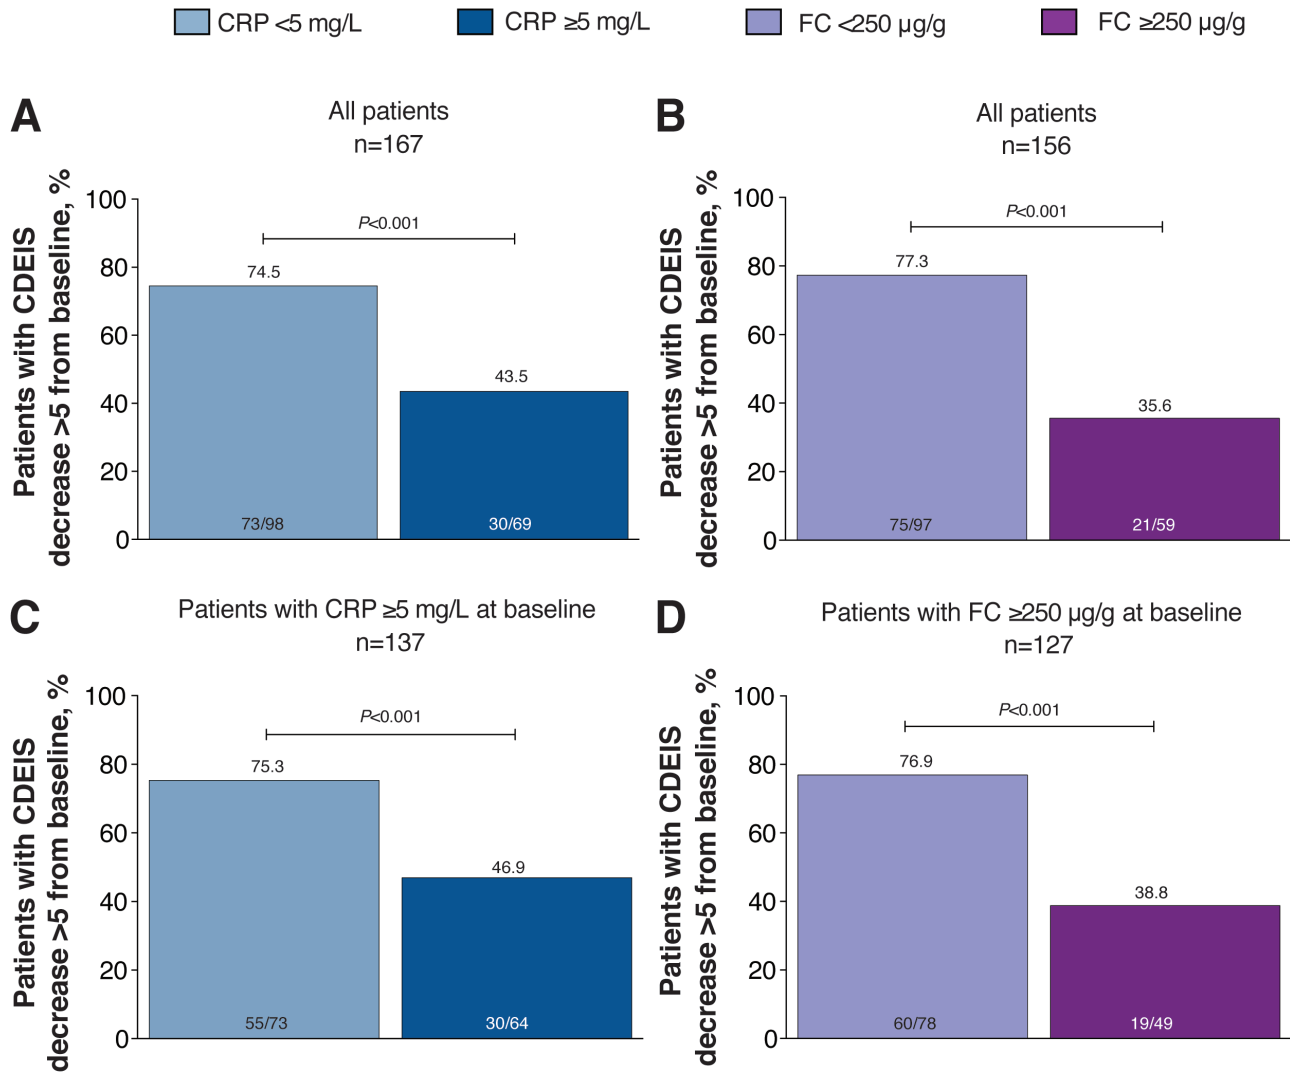 CRP <5 mg/L
CRP ≥5 mg/L
FC <250 µg/g
FC ≥250 µg/g
A
All patients
n=167
Patients with CDEIS
decrease >5 from baseline, %
100
80
60
40
20
0
P<0.001
74.5
43.5
73/98
30/69
B
All patients
n=156
Patients with CDEIS
decrease >5 from baseline, %
100
80
60
40
20
0
P<0.001
77.3
35.6
75/97
21/59
C
Patients with CRP ≥5 mg/L at baseline
n=137
Patients with CDEIS
decrease >5 from baseline, %
100
80
60
40
20
0
P<0.001
75.3
46.9
55/73
30/64
D
Patients with FC ≥250 µg/g at baseline
n=127
Patients with CDEIS
decrease >5 from baseline, %
100
80
60
40
20
0
P<0.001
76.9
38.8
60/78
19/49